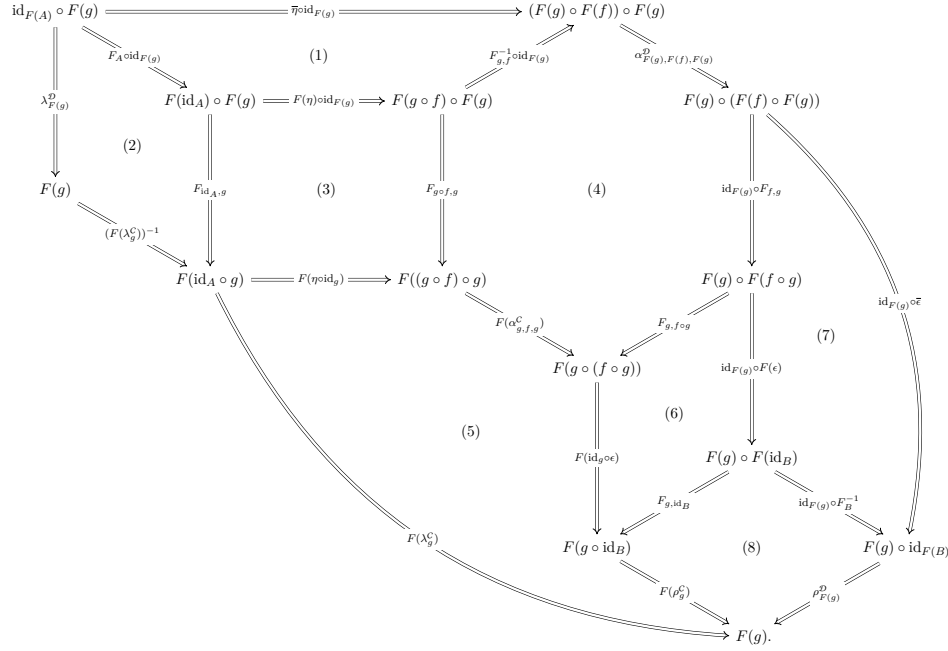 id_{F(A)} ∘ F(g) η̅∘id_{F(g)} (F(g) ∘ F(f)) ∘ F(g)
F_A∘id_{F(g)} (1) F_{g,f}^{-1}∘id_{F(g)} α^𝒟_{F(g),F(f),F(g)}
λ^𝒟_{F(g)} F(id_A) ∘ F(g) F(η)∘id_{F(g)} F(g ∘ f) ∘ F(g) F(g) ∘ (F(f) ∘ F(g))
(2)
F(g) F_{id_A,g} (3) F_{g∘f,g} (4) id_{F(g)}∘F_{f,g}
(F(λ^𝒞_g))^{-1}
F(id_A ∘ g) F(η∘id_g) F((g ∘ f) ∘ g) F(g) ∘ F(f ∘ g)
id_{F(g)}∘ϵ̅
F(α^𝒞_{g,f,g}) F_{g,f∘g}
(7)
F(g ∘ (f ∘ g)) id_{F(g)}∘F(ϵ)
(6)
(5)
F(id_g∘ϵ) F(g) ∘ F(id_B)
F_{g,id_B} id_{F(g)}∘F_B^{-1}
F(λ^𝒞_g)
F(g ∘ id_B) (8) F(g) ∘ id_{F(B)}
F(ρ^𝒞_g) ρ^𝒟_{F(g)}
F(g).